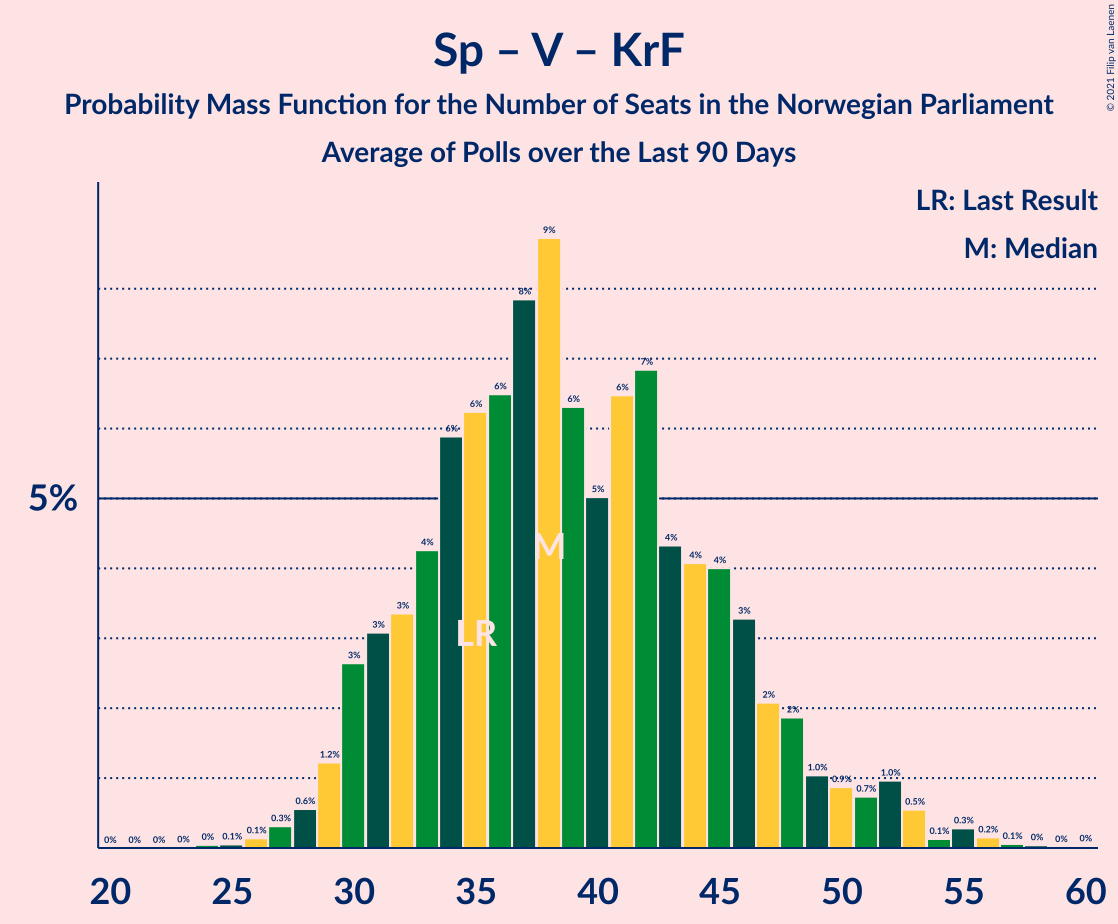 Sp – V – KrF
Probability Mass Function for the Number of Seats in the Norwegian Parliament
Average of Polls over the Last 90 Days
© 2021 Filip van Laenen
LR: Last Result
M: Median
5%
0% 0% 0% 0% 0% 0.1% 0.1% 0.3% 0.6% 1.2% 3% 3% 3% 4% 6% 6% 6% 8% 9% 6% 5% 6% 7% 4% 4% 4% 3% 2% 2% 1.0% 0.9% 0.7% 1.0% 0.5% 0.1% 0.3% 0.2% 0.1% 0% 0% 0%
M
LR
20 25 30 35 40 45 50 55 60